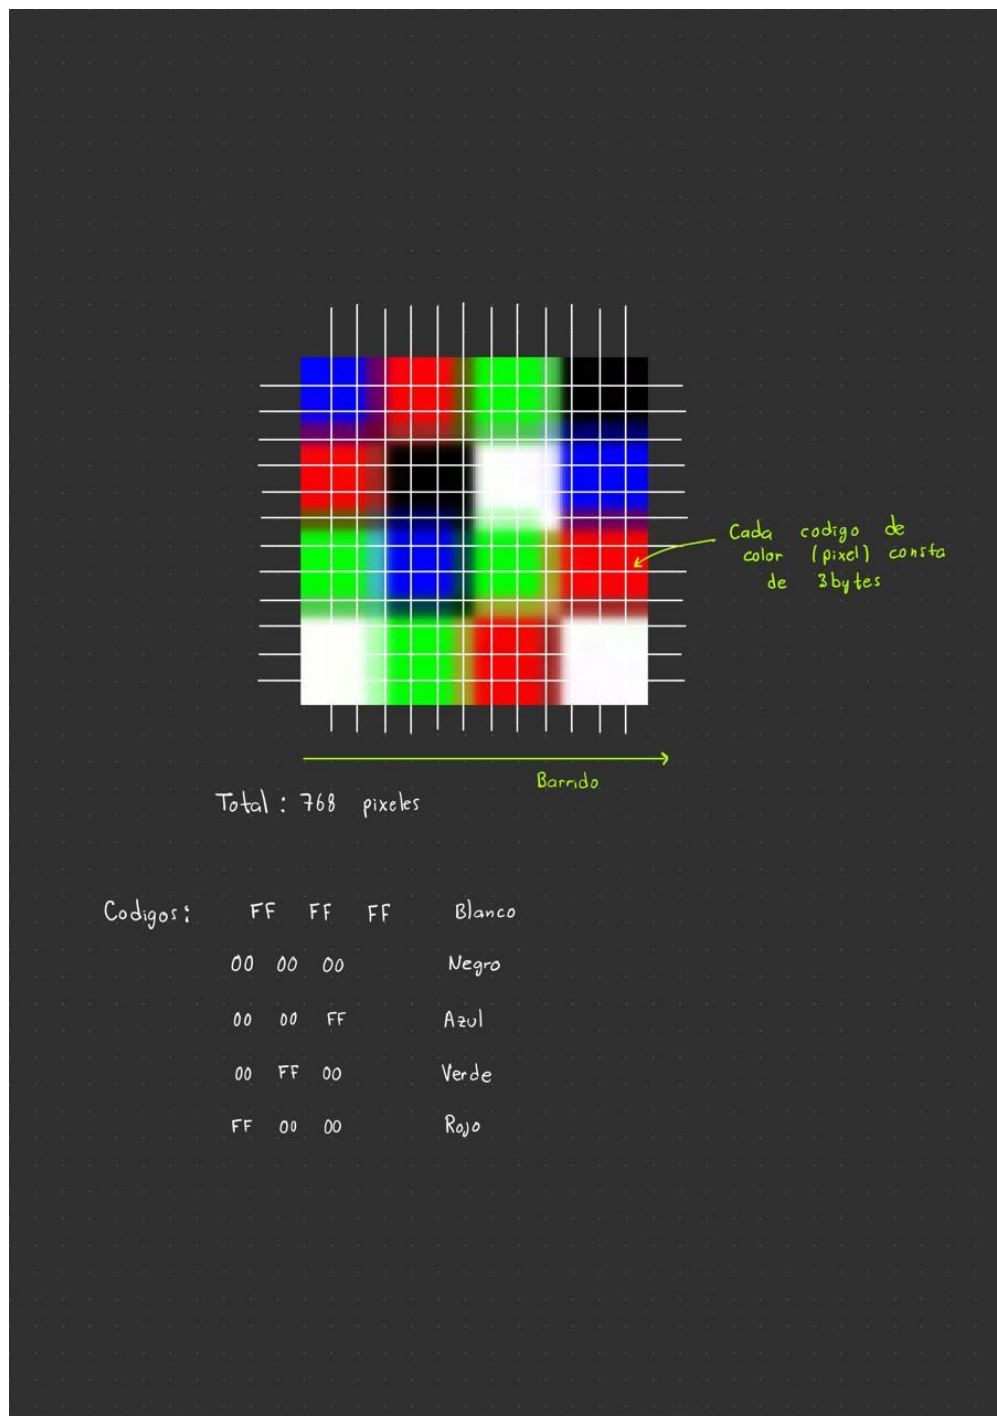 Cada codigo de
color (pixel) consta
de 3bytes
Barrido
Total: 768 pixeles
Codigos: FF FF FF Blanco
00 00 00 Negro
00 00 FF Azul
00 FF 00 Verde
FF 00 00 Rojo